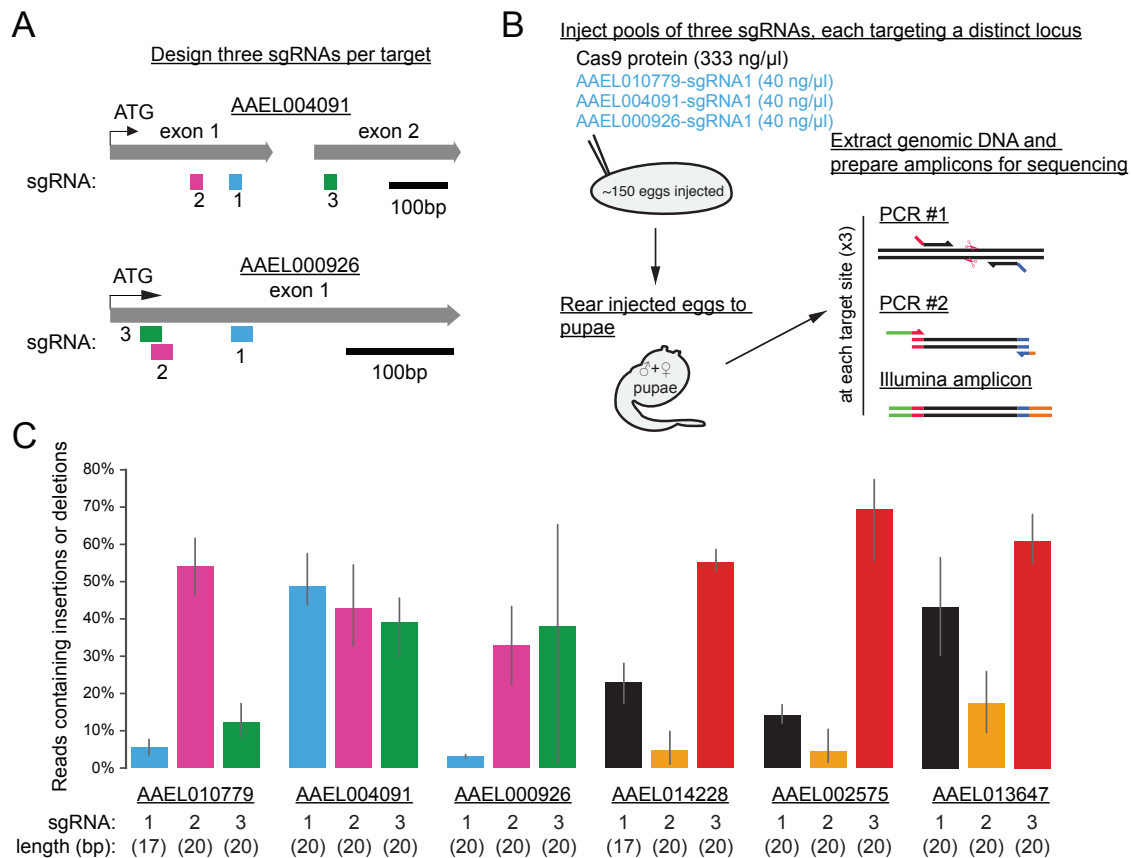 A
Design three sgRNAs per target
AAEL004091
ATG
exon 1
exon 2
sgRNA:
2
1
3
100bp
AAEL000926
ATG
exon 1
3
sgRNA:
2
1
100bp
B
Inject pools of three sgRNAs, each targeting a distinct locus
Cas9 protein (333 ng/µl)
AAEL010779-sgRNA1 (40 ng/µl)
AAEL004091-sgRNA1 (40 ng/µl)
AAEL000926-sgRNA1 (40 ng/µl)
~150 eggs injected
Rear injected eggs to
pupae
♂+♀
pupae
Extract genomic DNA and
prepare amplicons for sequencing
at each target site (x3)
PCR #1
PCR #2
Illumina amplicon
C
Reads containing insertions or deletions
80%
70%
60%
50%
40%
30%
20%
10%
0%
AAEL010779 AAEL004091 AAEL000926 AAEL014228 AAEL002575 AAEL013647
sgRNA: 1 2 3 1 2 3 1 2 3 1 2 3 1 2 3 1 2 3
length (bp) (17) (20) (20) (20) (20) (20) (20) (20) (20) (17) (20) (20) (20) (20) (20) (20) (20) (20)